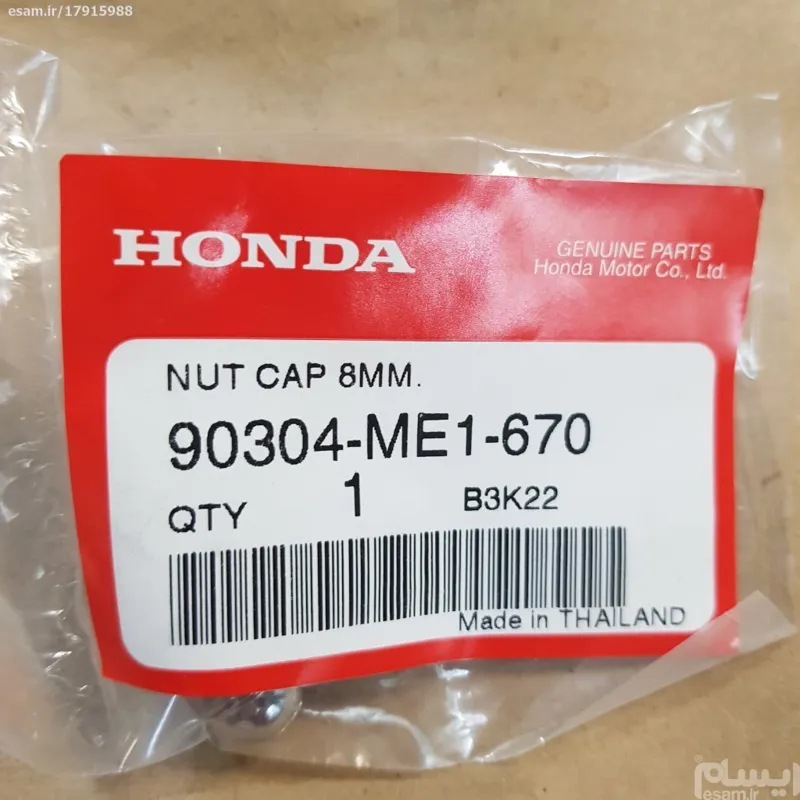 esam.ir/17915988
HONDA
GENUINE PARTS
Honda Motor Co., Ltd.
NUT CAP 8MM.
90304-ME1-670
QTY 1 B3K22
Made in THAILAND
ایسام
esam.ir